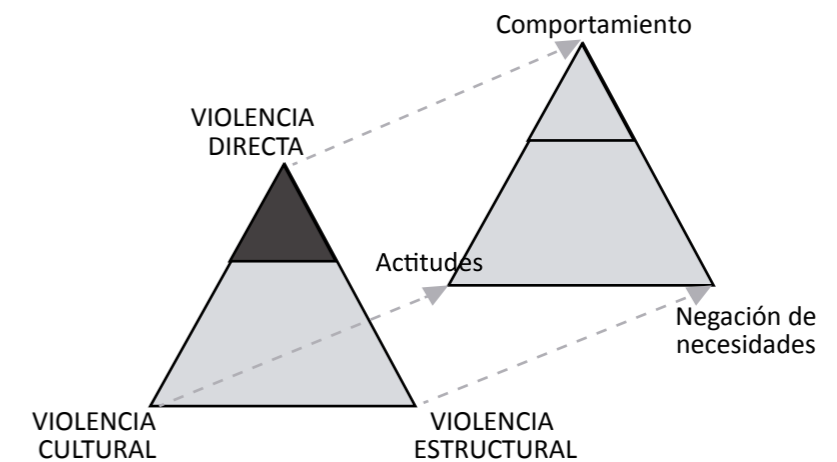 Comportamiento
VIOLENCIA
DIRECTA
Actitudes
Negación de
necesidades
VIOLENCIA
CULTURAL
VIOLENCIA
ESTRUCTURAL